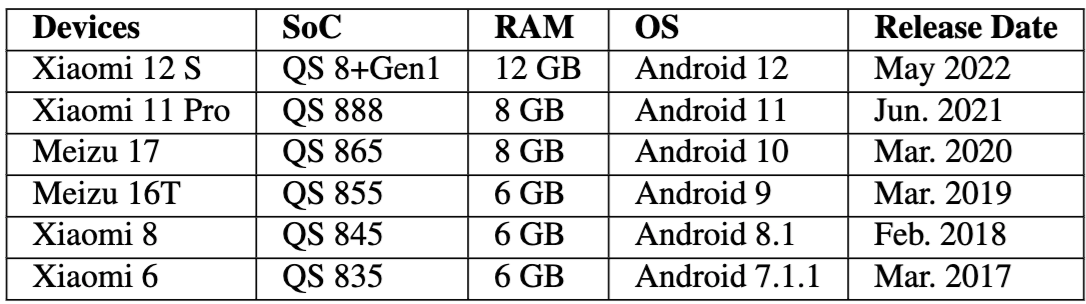 Devices SoC RAM OS Release Date
Xiaomi 12 S QS 8+Gen1 12 GB Android 12 May 2022
Xiaomi 11 Pro QS 888 8 GB Android 11 Jun. 2021
Meizu 17 QS 865 8 GB Android 10 Mar. 2020
Meizu 16T QS 855 6 GB Android 9 Mar. 2019
Xiaomi 8 QS 845 6 GB Android 8.1 Feb. 2018
Xiaomi 6 QS 835 6 GB Android 7.1.1 Mar. 2017